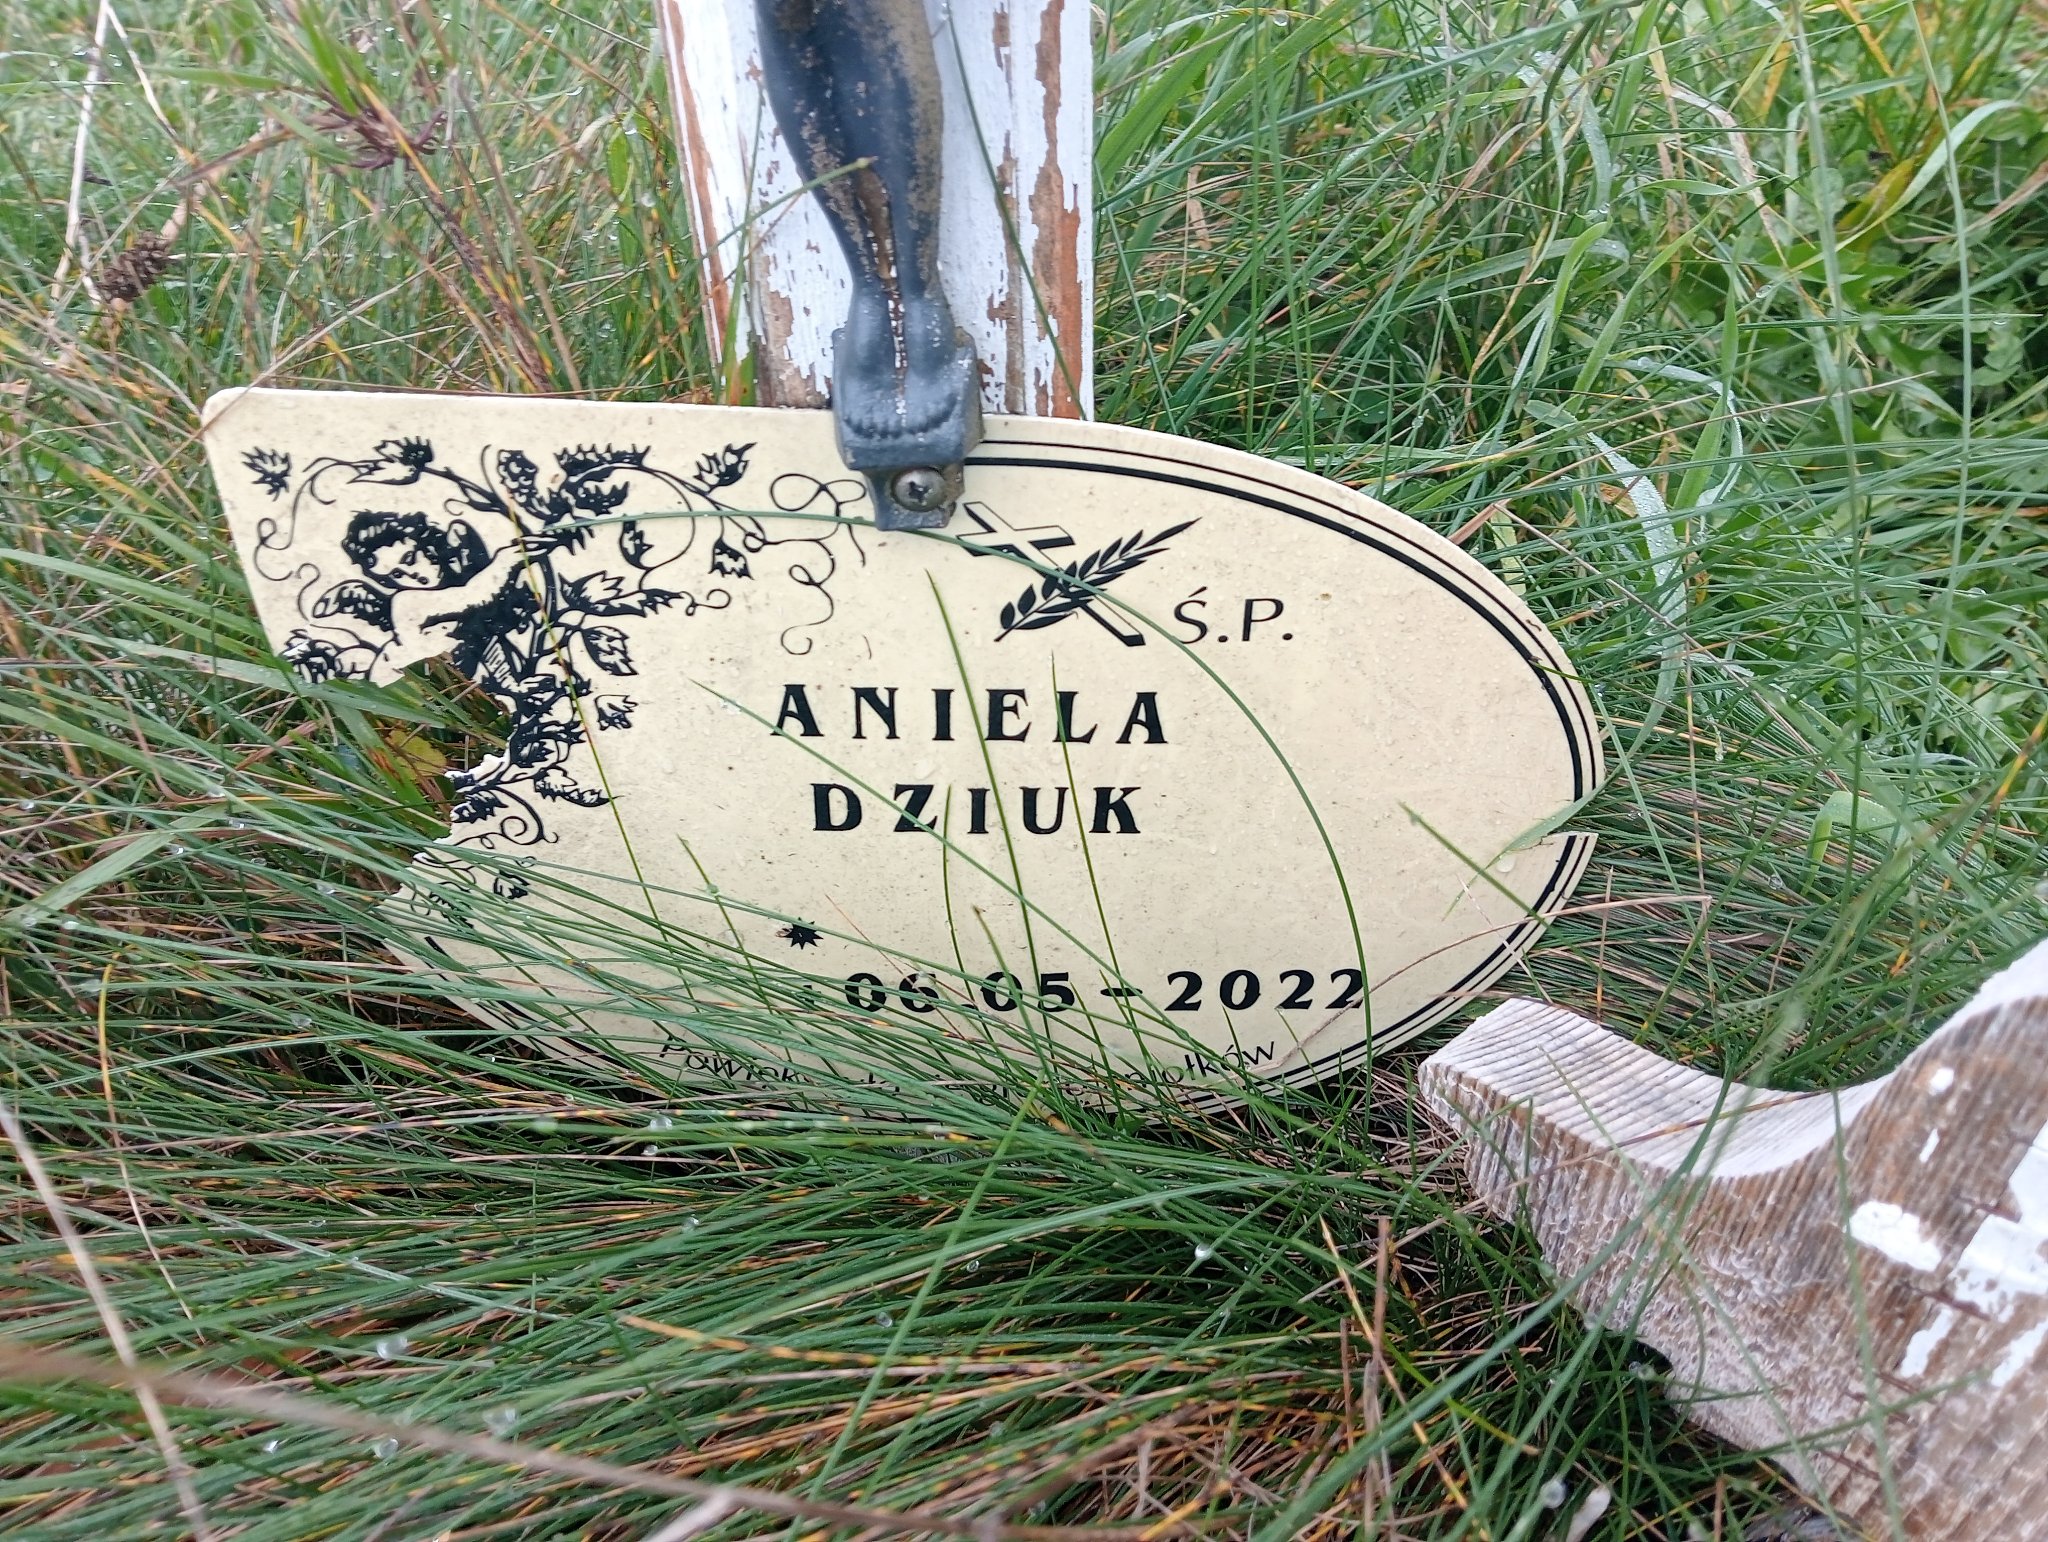 Ś.P.
ANIELA
DZIUK
06.05-2022